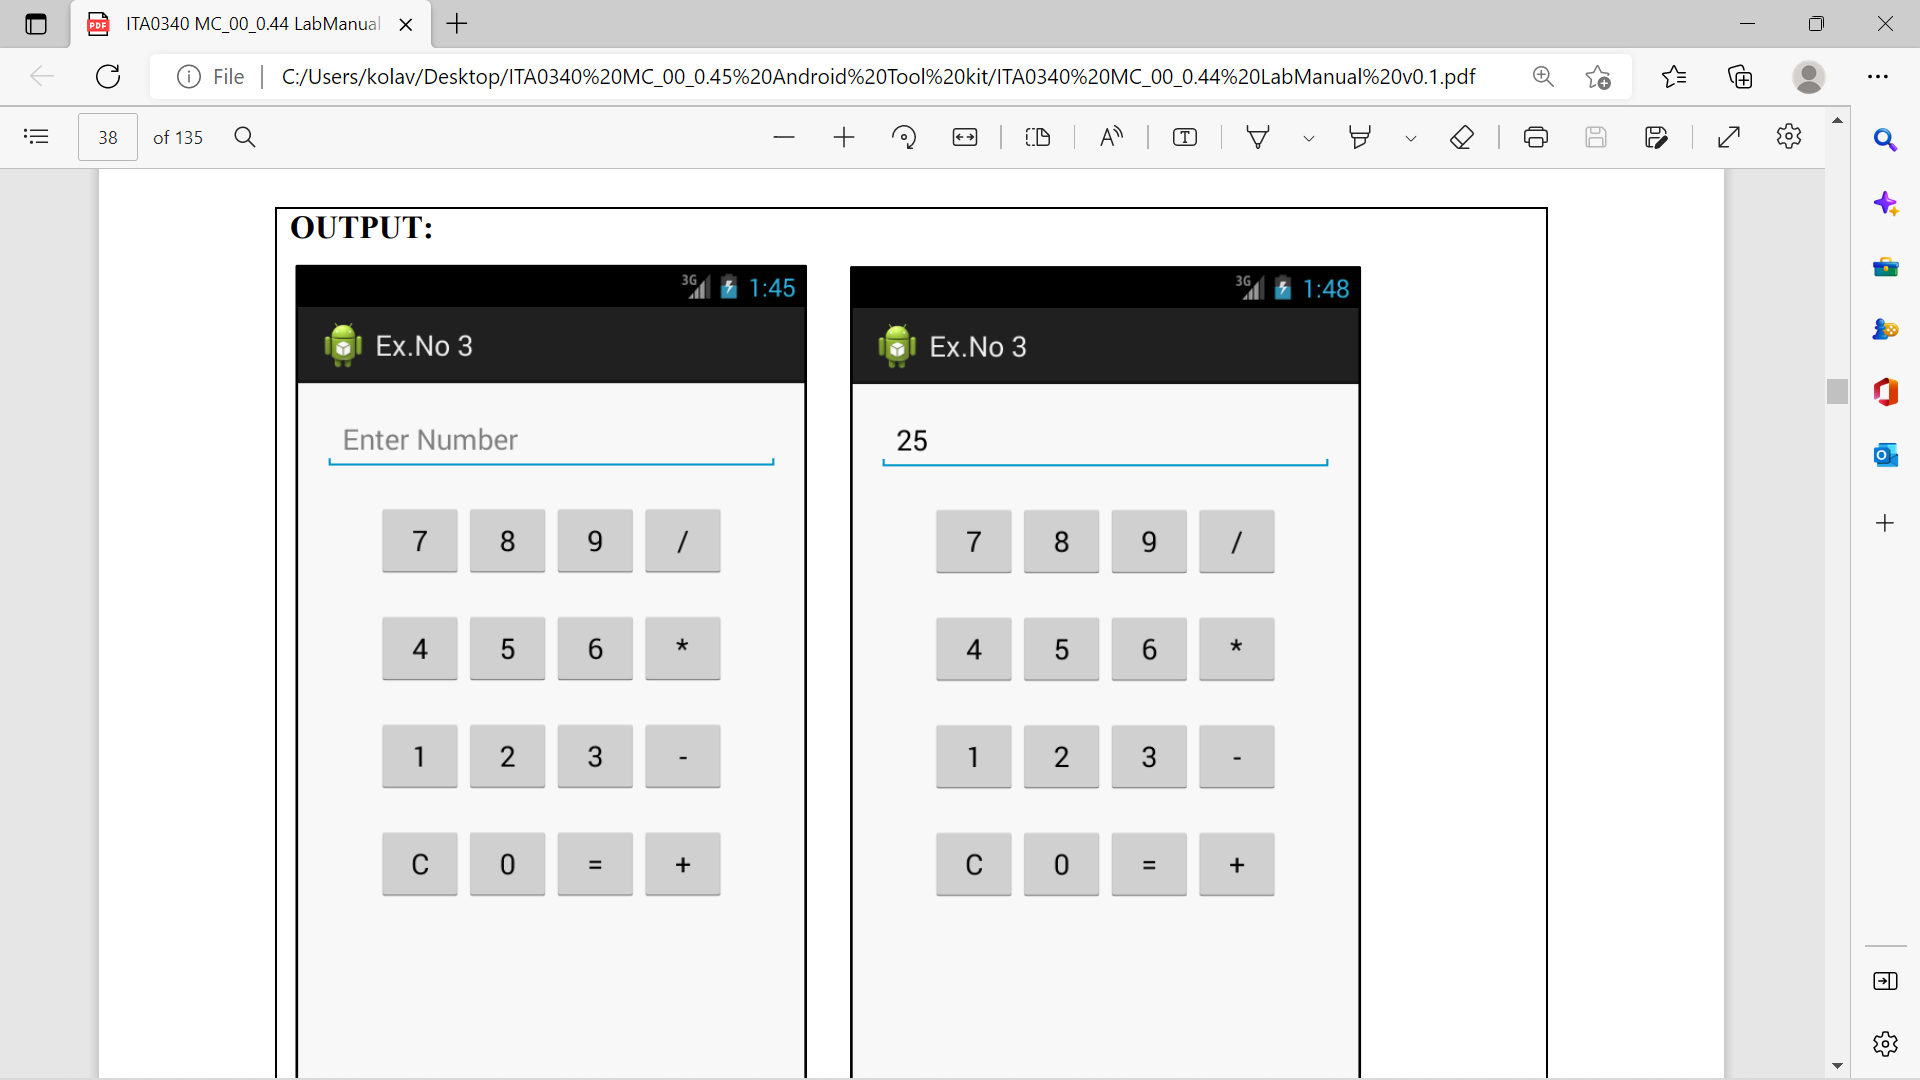 ITA0340 MC_00_0.44 LabManual
File C:/Users/kolav/Desktop/ITA0340%20MC_00_0.45%20Android%20Tool%20kit/ITA0340%20MC_00_0.44%20LabManual%20v0.1.pdf
38 of 135
OUTPUT:
3G 1:45
Ex.No 3
Enter Number
7 8 9 /
4 5 6 *
1 2 3 -
C 0 = +
3G 1:48
Ex.No 3
25
7 8 9 /
4 5 6 *
1 2 3 -
C 0 = +